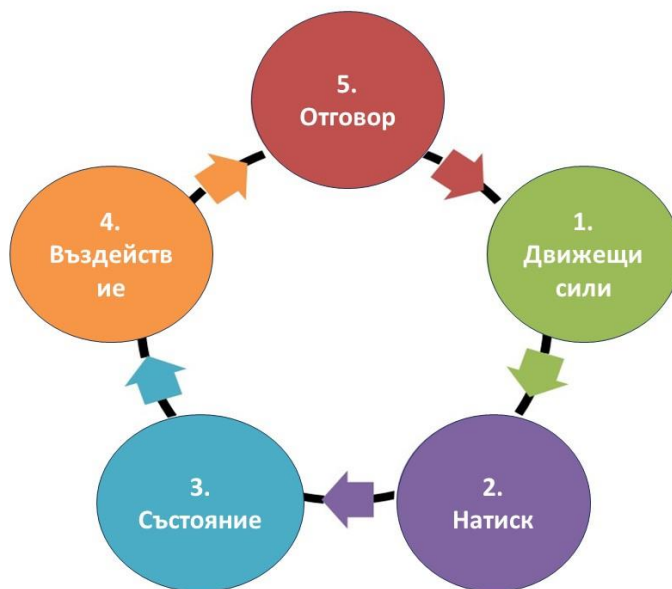 5.
Отговор
1.
Движещи
сили
2.
Натиск
3.
Състояние
4.
Въздейств
ие